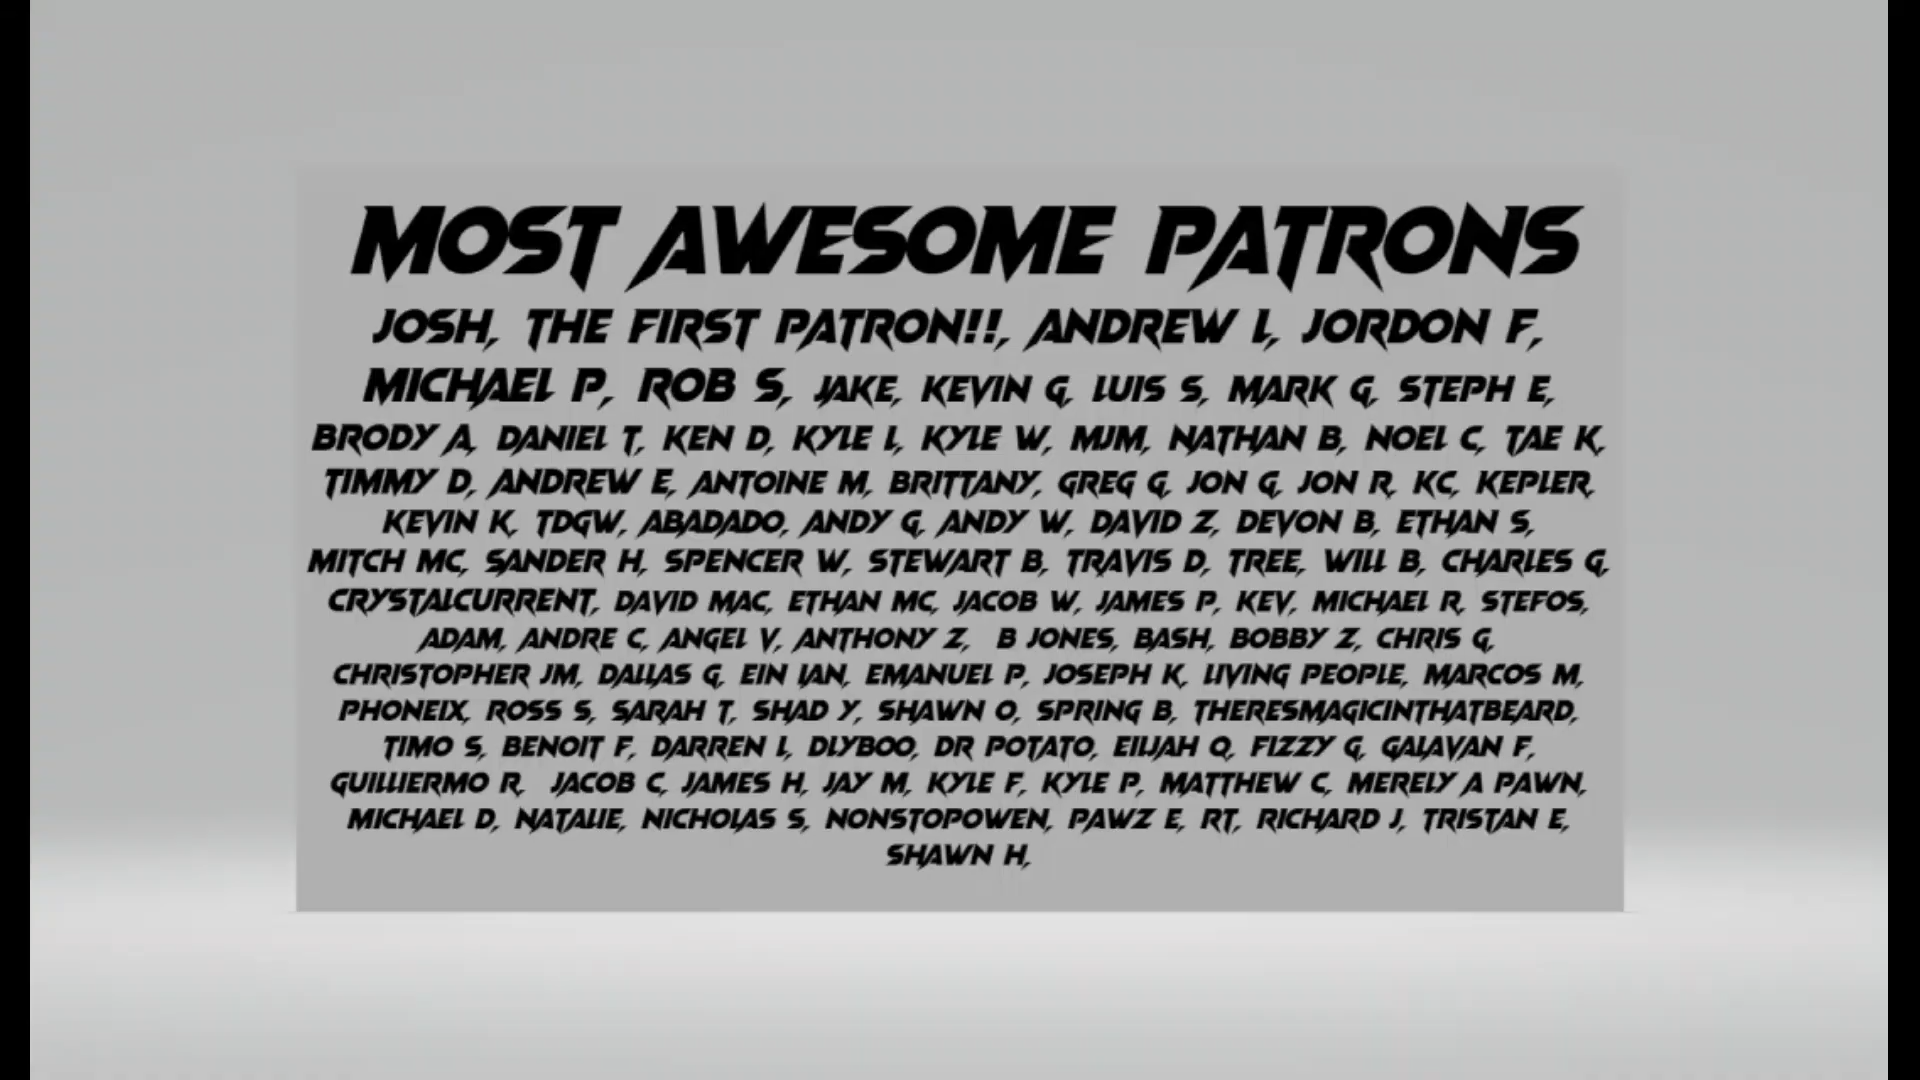 MOST AWESOME PATRONS
JOSH, THE FIRST PATRON!!, ANDREW L, JORDON F,
MICHAEL P, ROB S, JAKE, KEVIN G, LUIS S, MARK G, STEPH E,
BRODY A, DANIEL T, KEN D, KYLE L, KYLE W, MJM, NATHAN B, NOEL C, TAE K,
TIMMY D, ANDREW E, ANTOINE M, BRITTANY, GREG G, JON G, JON R, KC, KEPLER,
KEVIN K, TDGW, ABADADO, ANDY G, ANDY W, DAVID Z, DEVON B, ETHAN S,
MITCH MC, SANDER H, SPENCER W, STEWART B, TRAVIS D, TREE, WILL B, CHARLES G,
CRYSTALCURRENT, DAVID MAC, ETHAN MC, JACOB W, JAMES P, KEV, MICHAEL R, STEFOS,
ADAM, ANDRE C, ANGEL V, ANTHONY Z, B JONES, BASH, BOBBY Z, CHRIS G,
CHRISTOPHER JM, DALLAS G, EIN IAN, EMANUEL P, JOSEPH K, LIVING PEOPLE, MARCOS M,
PHONEIX, ROSS S, SARAH T, SHAD Y, SHAWN O, SPRING B, THERESMAGICINTHATBEARD,
TIMO S, BENOIT F, DARREN L, DLYBOO, DR POTATO, EILIJAH Q, FIZZY G, GALAVAN F,
GUILLIERMO R, JACOB C, JAMES H, JAY M, KYLE F, KYLE P, MATTHEW C, MERELY A PAWN,
MICHAEL D, NATALIE, NICHOLAS S, NONSTOPOWEN, PAWZ E, RT, RICHARD J, TRISTAN E,
SHAWN H,